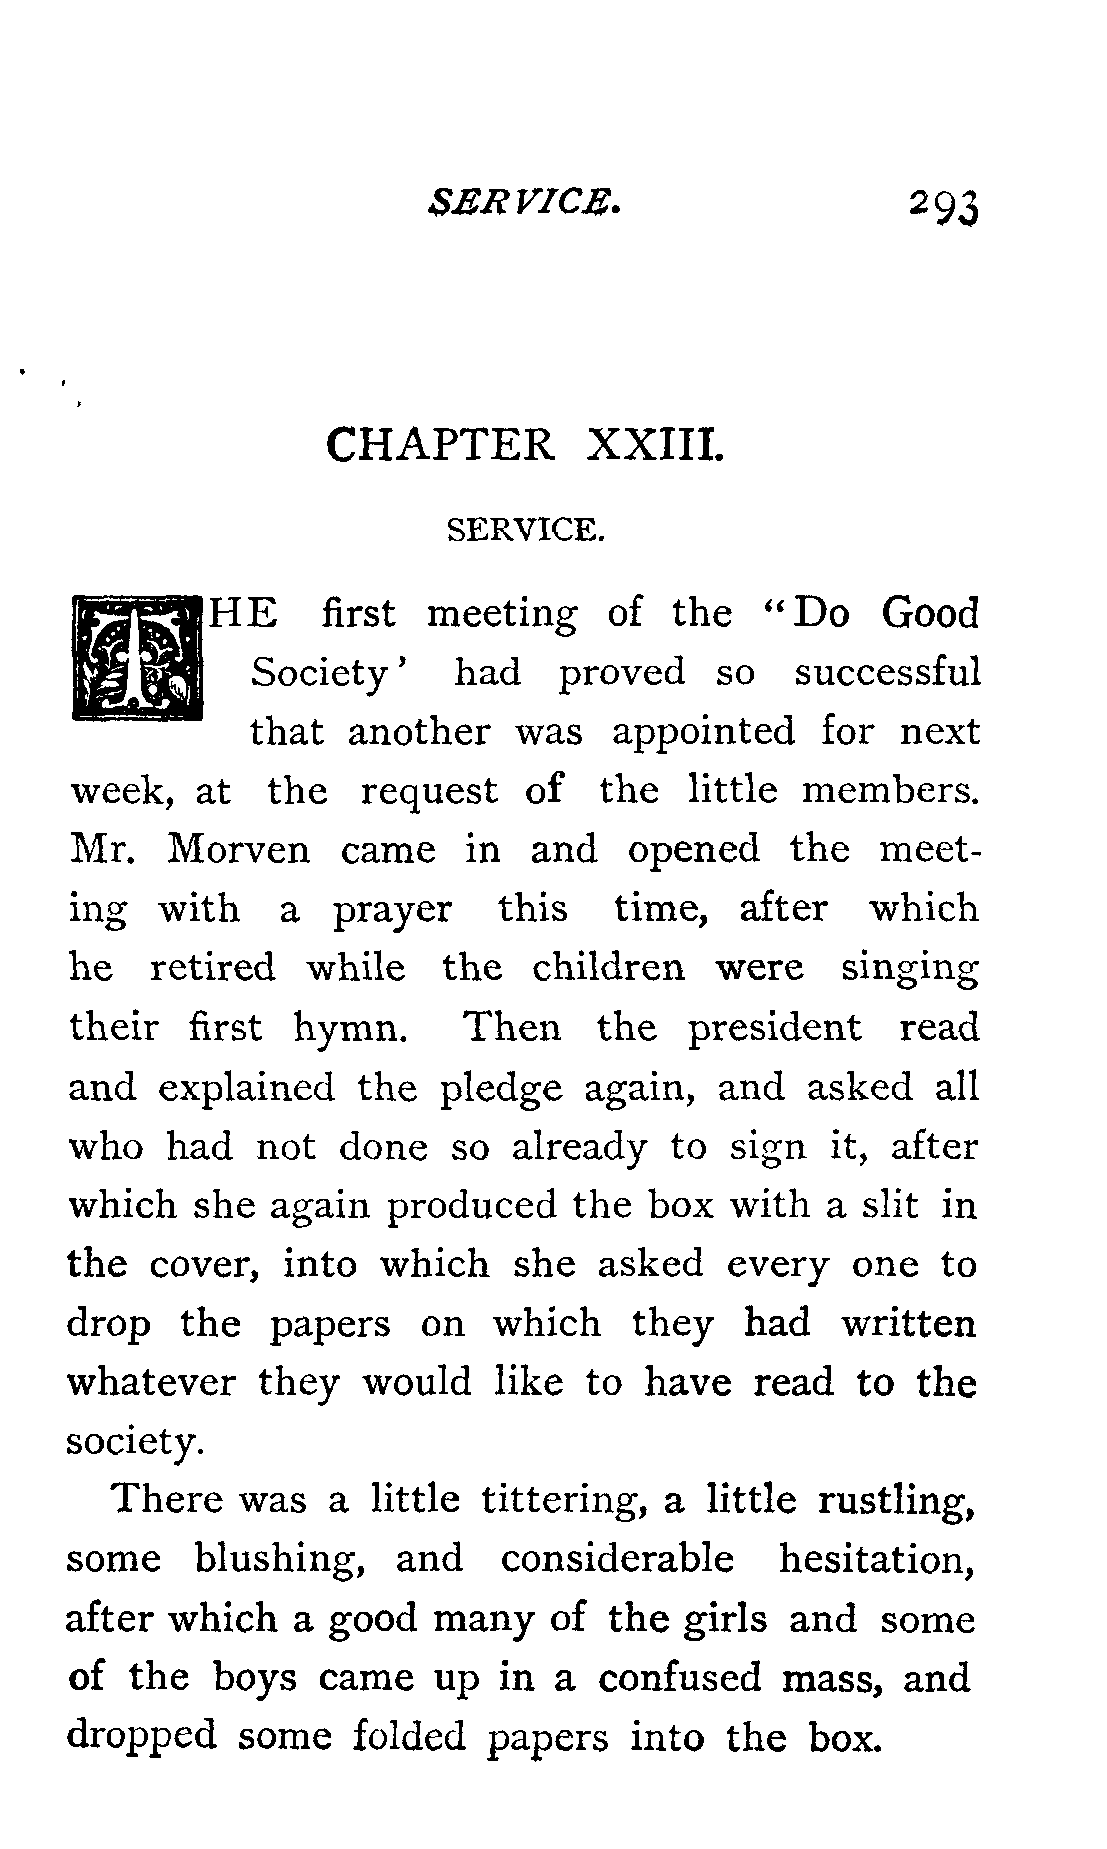 SERVICE. 293
CHAPTER XXIII.
SERVICE.
THE first meeting of the “Do Good
Society’ had proved so successful
that another was appointed for next
week, at the request of the little members.
Mr. Morven came in and opened the meet-
ing with a prayer this time, after which
he retired while the children were singing
their first hymn. Then the president read
and explained the pledge again, and asked all
who had not done so already to sign it, after
which she again produced the box with a slit in
the cover, into which she asked every one to
drop the papers on which they had written
whatever they would like to have read to the
society.
There was a little tittering, a little rustling,
some blushing, and considerable hesitation,
after which a good many of the girls and some
of the boys came up in a confused mass, and
dropped some folded papers into the box.